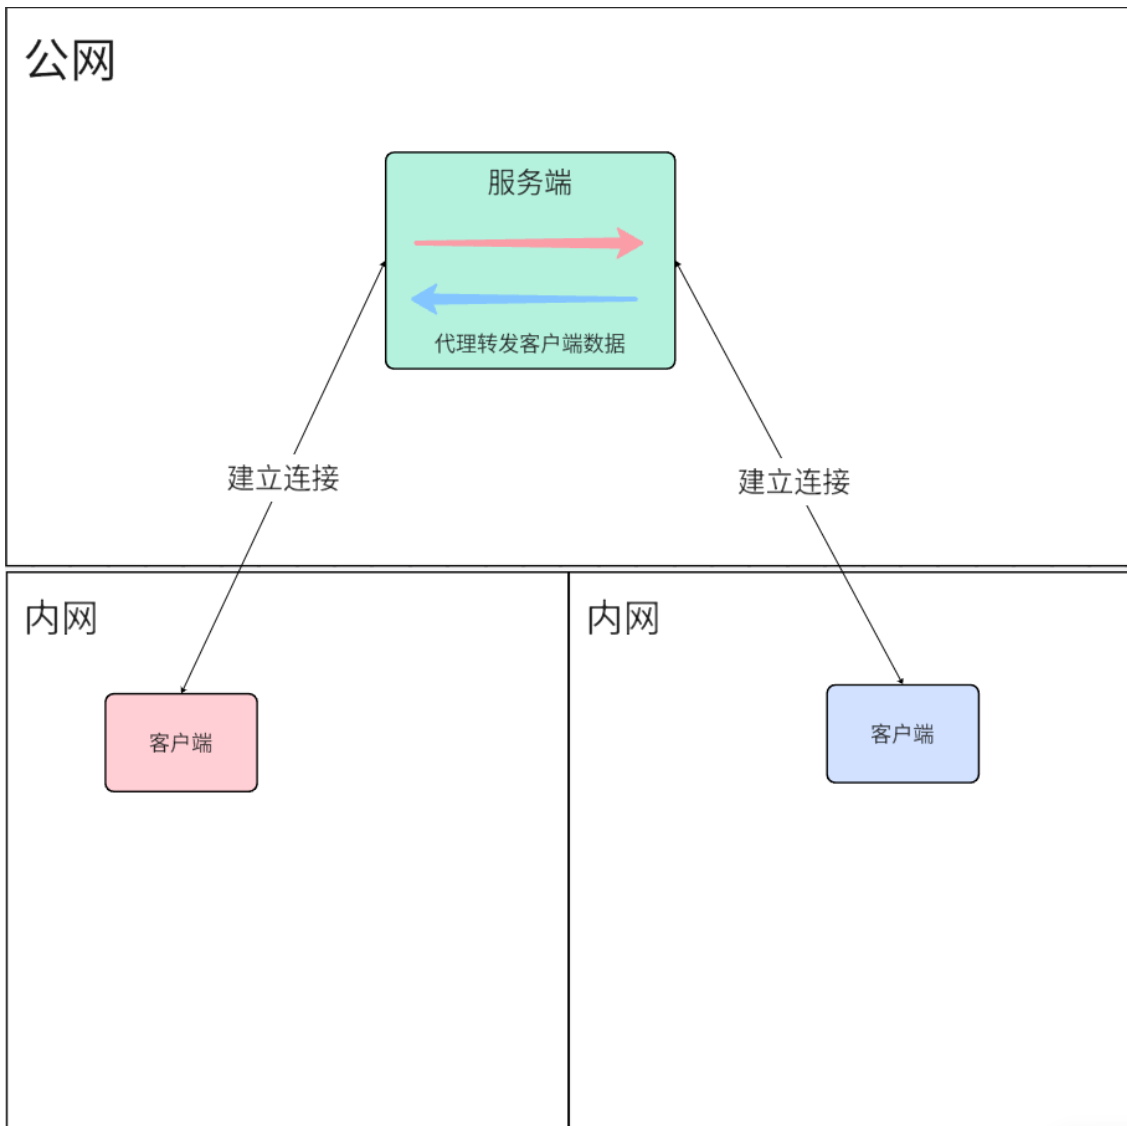 公网
服务端
代理转发客户端数据
建立连接
建立连接
内网
内网
客户端
客户端